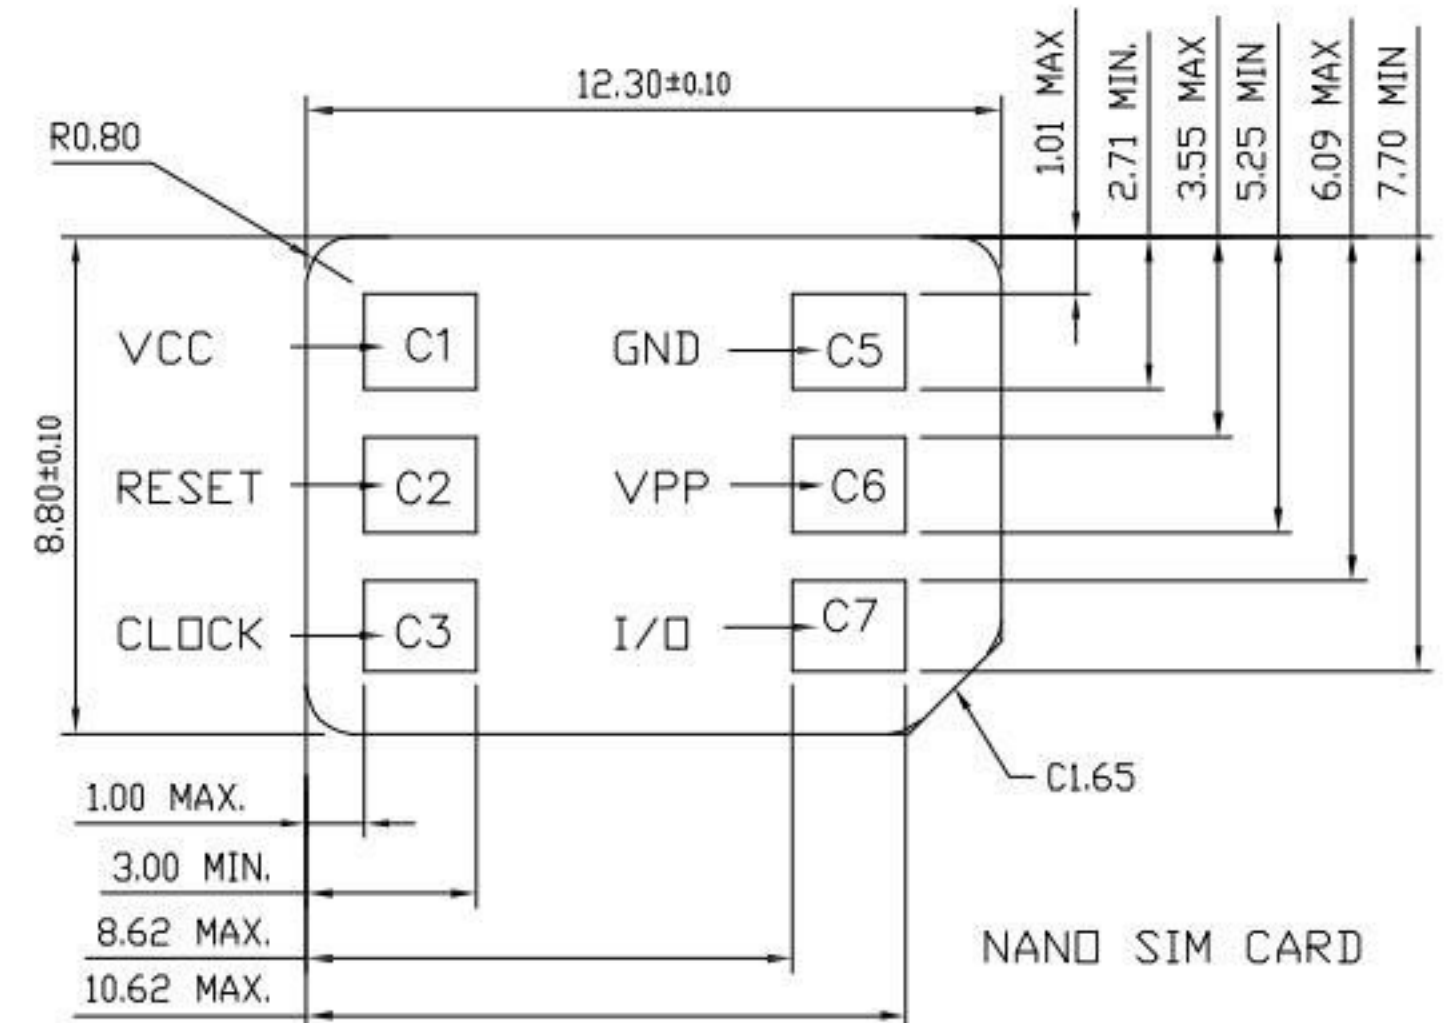 12.30±0.10
R0.80
1.01 MAX
2.71 MIN.
3.55 MAX
5.25 MIN
6.09 MAX
7.70 MIN
VCC C1 GND C5
8.80±0.10
RESET C2 VPP C6
CLOCK C3 I/O C7
C1.65
1.00 MAX.
3.00 MIN.
8.62 MAX.
10.62 MAX.
NANO SIM CARD